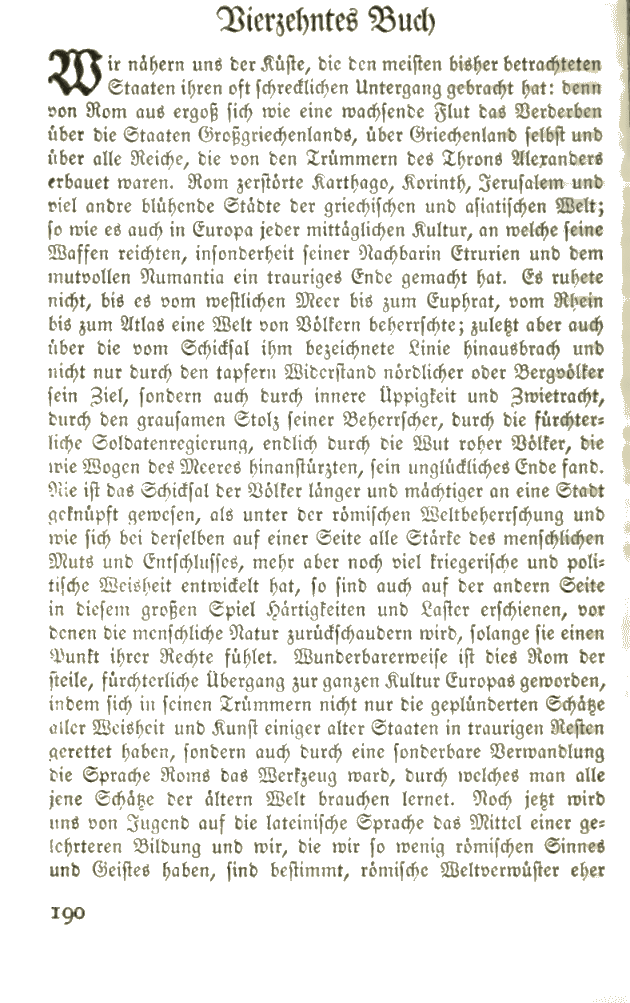 Vierzehntes Buch
Wir nähern uns der Küste, die den meisten bisher betrachteten
Staaten ihren oft schrecklichen Untergang gebracht hat: denn
von Rom aus ergoß sich wie eine wachsende Flut das Verderben
über die Staaten Großgriechenlands, über Griechenland selbst und
über alle Reiche, die von den Trümmern des Throns Alexanders
erbauet waren. Rom zerstörte Karthago, Korinth, Jerusalem und
viel andre blühende Städte der griechischen und asiatischen Welt;
so wie es auch in Europa jeder mittäglichen Kultur, an welche seine
Waffen reichten, insonderheit seiner Nachbarin Etrurien und dem
mutvollen Numantia ein trauriges Ende gemacht hat. Es ruhete
nicht, bis es vom westlichen Meer bis zum Euphrat, vom Rhein
bis zum Atlas eine Welt von Völkern beherrschte; zuletzt aber auch
über die vom Schicksal ihm bezeichnete Linie hinausbrach und
nicht nur durch den tapfern Widerstand nördlicher oder Bergvölker
sein Ziel, sondern auch durch innere Üppigkeit und Zwietracht,
durch den grausamen Stolz seiner Beherrscher, durch die fürchter-
liche Soldatenregierung, endlich durch die Wut roher Völker, die
wie Wogen des Meeres hinanstürzten, sein unglückliches Ende fand.
Nie ist das Schicksal der Völker länger und mächtiger an eine Stadt
geknüpft gewesen, als unter der römischen Weltbeherrschung und
wie sich bei derselben auf einer Seite alle Stärke des menschlichen
Muts und Entschlusses, mehr aber noch viel kriegerische und poli-
tische Weisheit entwickelt hat, so sind auch auf der andern Seite
in diesem großen Spiel Härtigkeiten und Laster erschienen, vor
denen die menschliche Natur zurückschaudern wird, solange sie einen
Punkt ihrer Rechte fühlet. Wunderbarerweise ist dies Rom der
steile, fürchterliche Übergang zur ganzen Kultur Europas geworden,
indem sich in seinen Trümmern nicht nur die geplünderten Schätze
aller Weisheit und Kunst einiger alter Staaten in traurigen Resten
gerettet haben, sondern auch durch eine sonderbare Verwandlung
die Sprache Roms das Werkzeug ward, durch welches man alle
jene Schätze der ältern Welt brauchen lernet. Noch jetzt wird
uns von Jugend auf die lateinische Sprache das Mittel einer ge-
lehrteren Bildung und wir, die wir so wenig römischen Sinnes
und Geistes haben, sind bestimmt, römische Weltverwüster eher
190